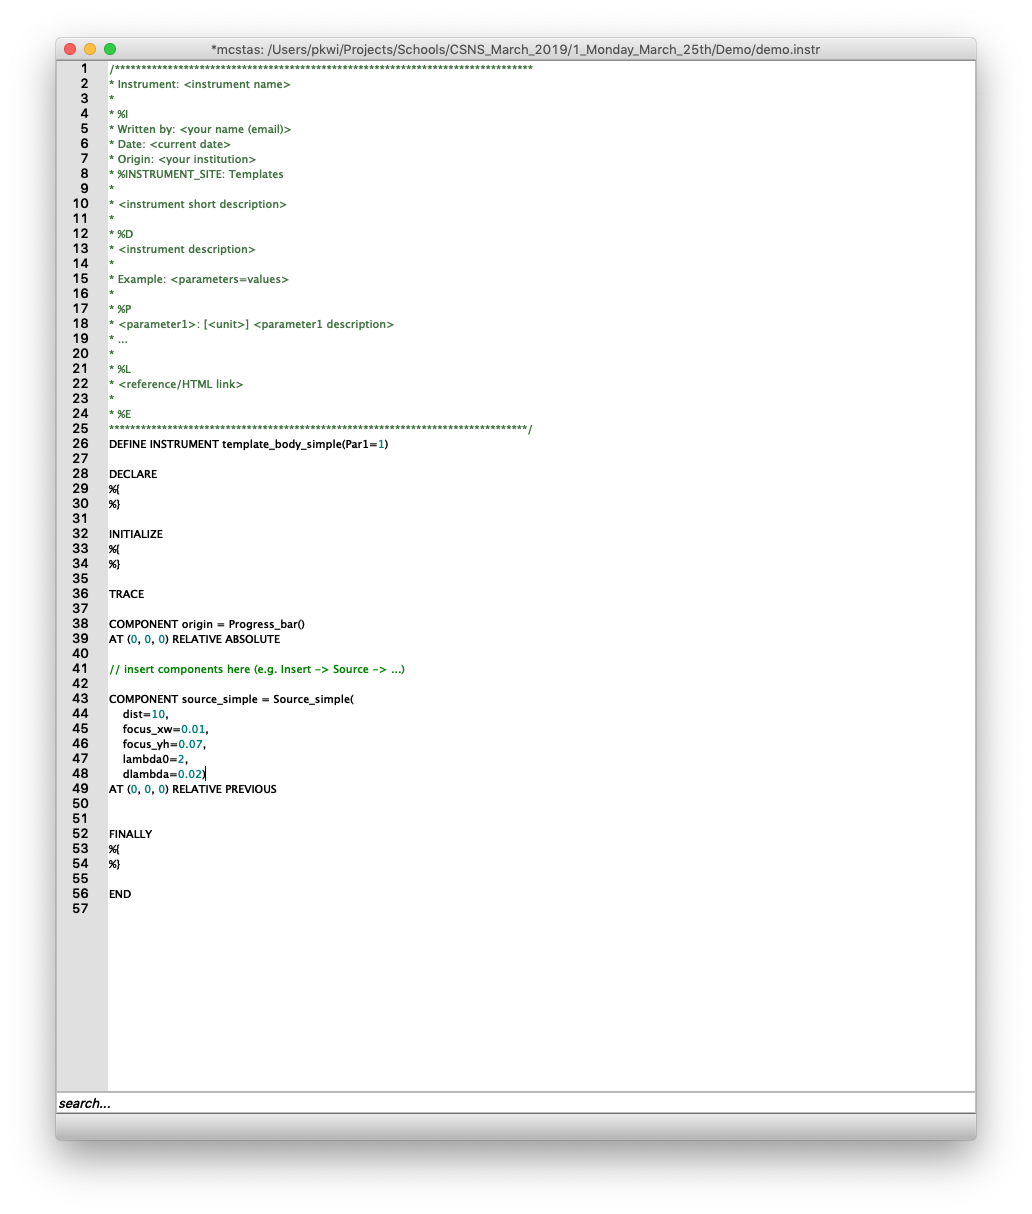 *mcstas: /Users/pkwi/Projects/Schools/CSNS_March_2019/1_Monday_March_25th/Demo/demo.instr
1 /*******************************************************************************
2 * Instrument: <instrument name>
3 *
4 * %I
5 * Written by: <your name (email)>
6 * Date: <current date>
7 * Origin: <your institution>
8 * %INSTRUMENT_SITE: Templates
9 *
10 * <instrument short description>
11 *
12 * %D
13 * <instrument description>
14 *
15 * Example: <parameters=values>
16 *
17 * %P
18 * <parameter1>: [<unit>] <parameter1 description>
19 * ...
20 *
21 * %L
22 * <reference/HTML link>
23 *
24 * %E
25 *******************************************************************************/
26 DEFINE INSTRUMENT template_body_simple(Par1=1)
27
28 DECLARE
29 %{
30 %}
31
32 INITIALIZE
33 %{
34 %}
35
36 TRACE
37
38 COMPONENT origin = Progress_bar()
39 AT (0, 0, 0) RELATIVE ABSOLUTE
40
41 // insert components here (e.g. Insert -> Source -> ...)
42
43 COMPONENT source_simple = Source_simple(
44 dist=10,
45 focus_xw=0.01,
46 focus_yh=0.07,
47 lambda0=2,
48 dlambda=0.02)
49 AT (0, 0, 0) RELATIVE PREVIOUS
50
51
52 FINALLY
53 %{
54 %}
55
56 END
57
search...